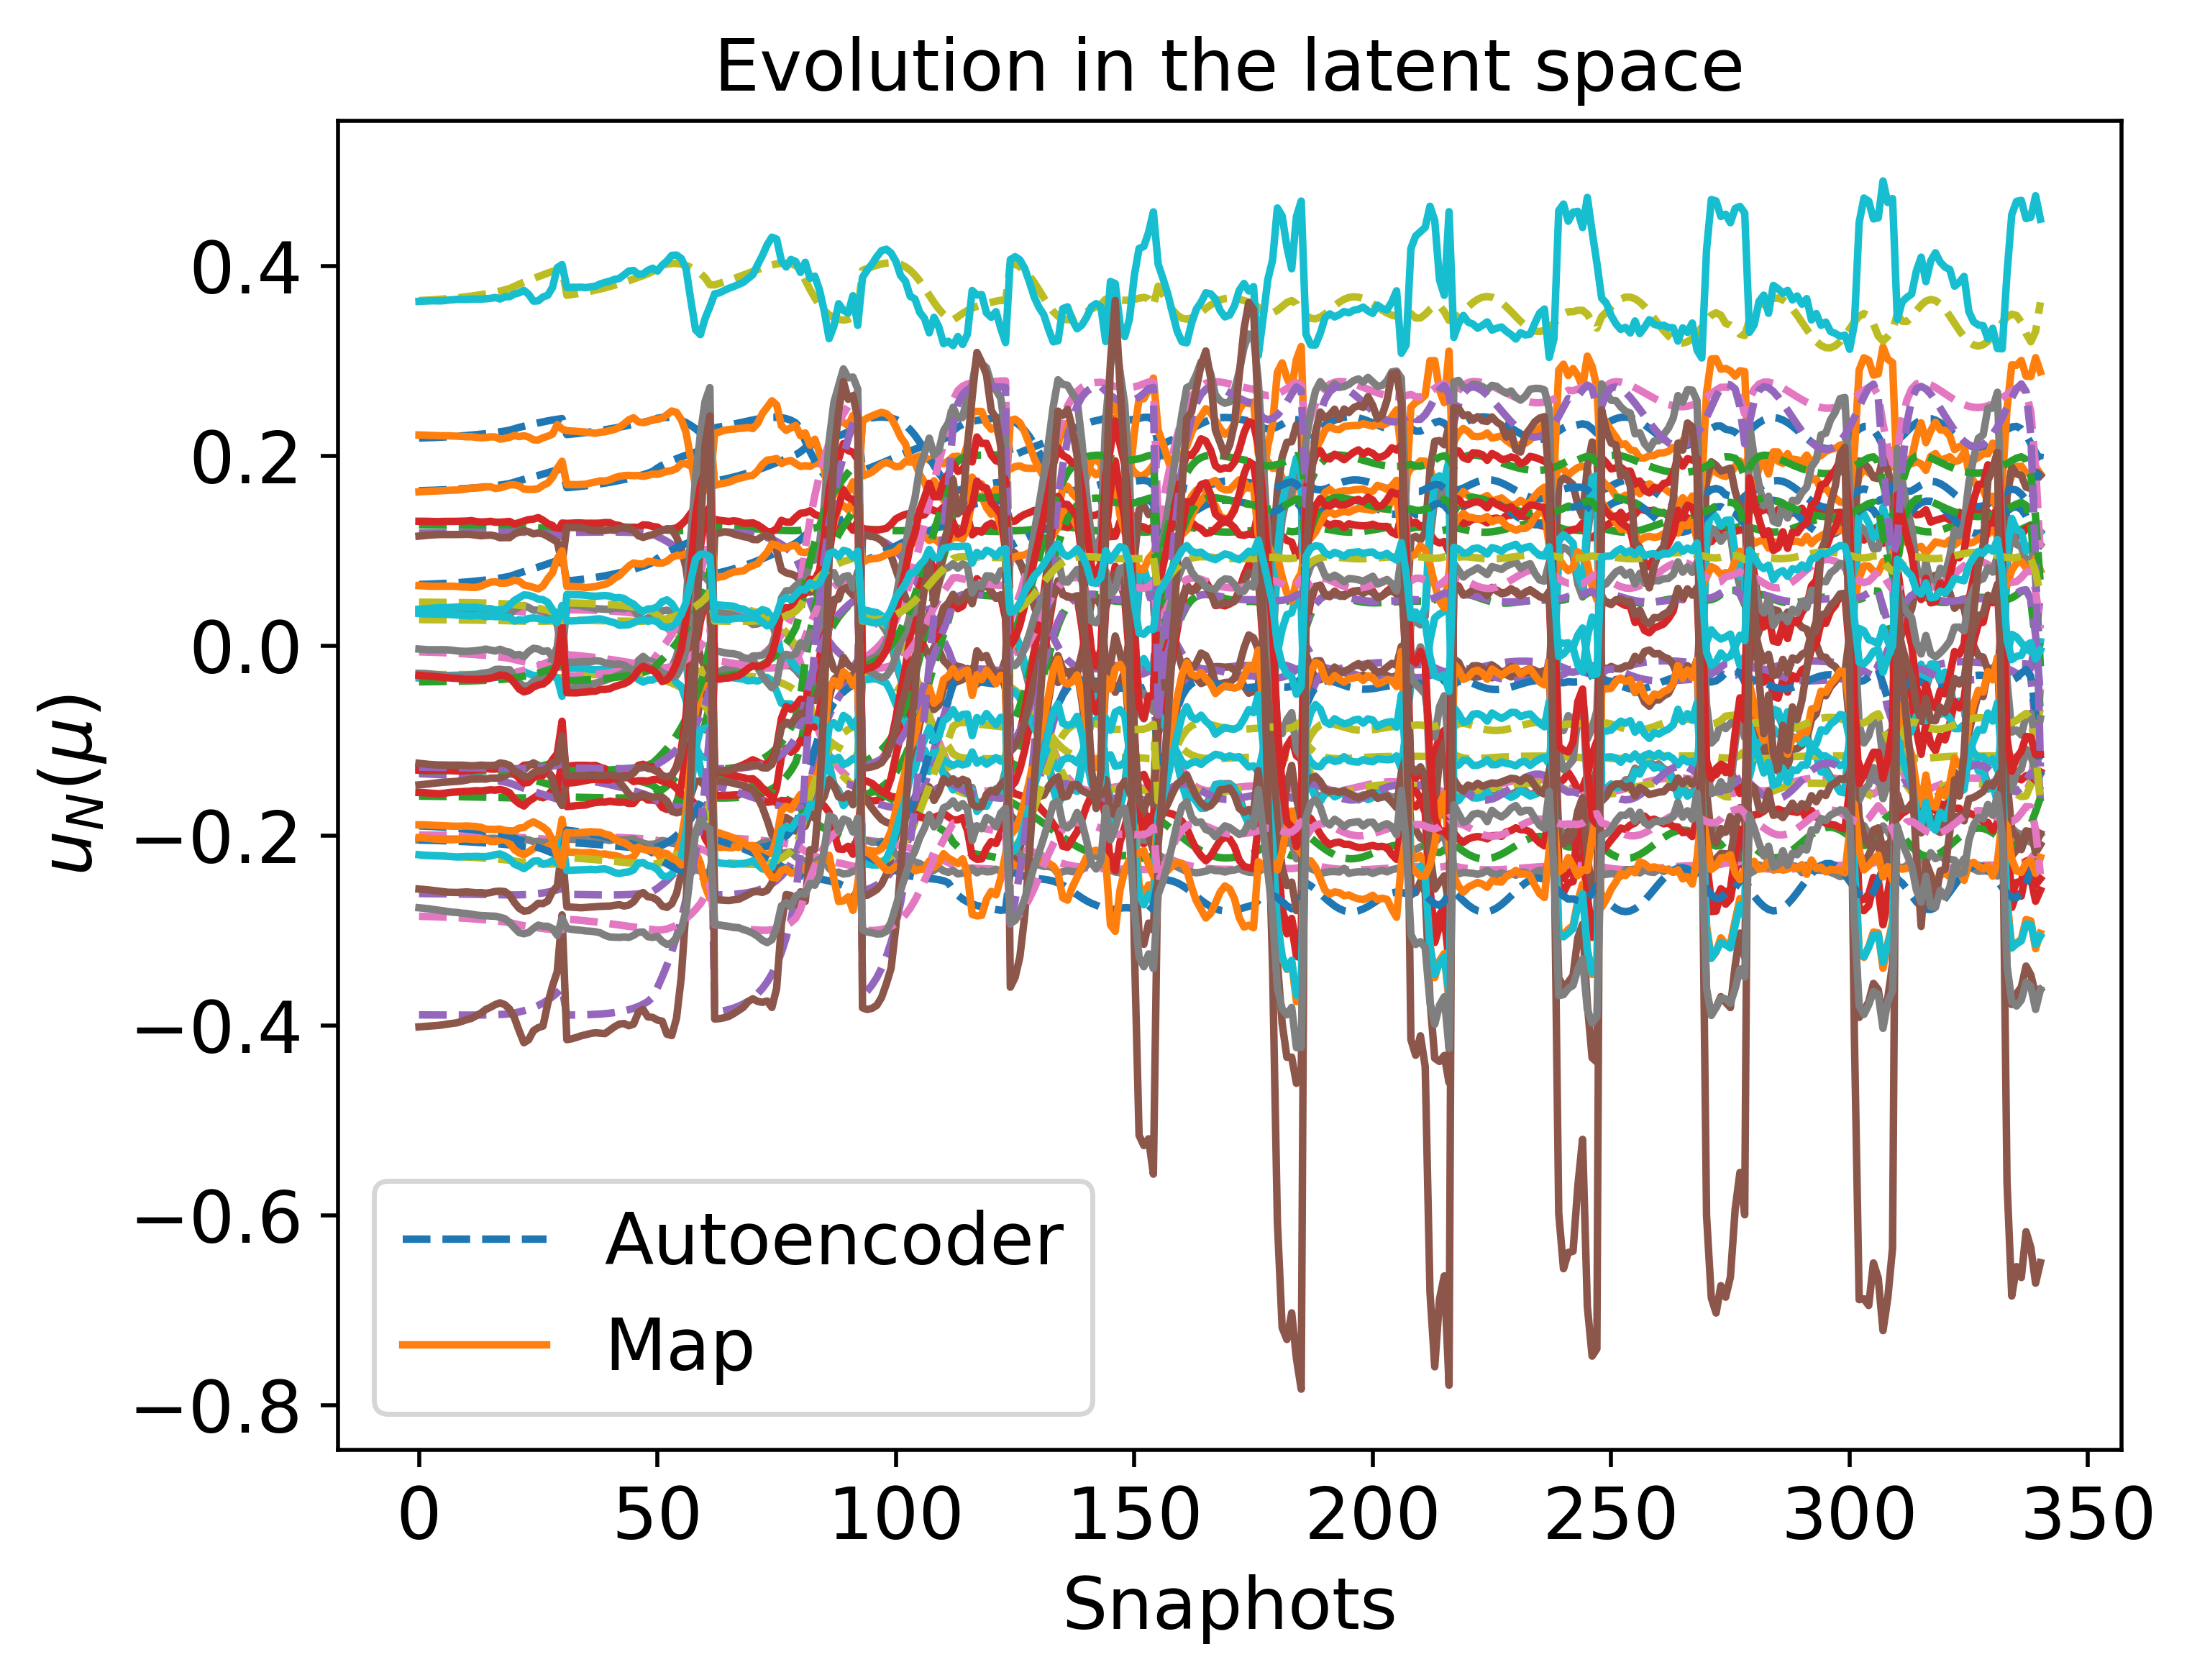 Evolution in the latent space
u_N(μ)
0.4
0.2
0.0
−0.2
−0.4
−0.6
−0.8
Autoencoder
Map
0 50 100 150 200 250 300 350
Snaphots